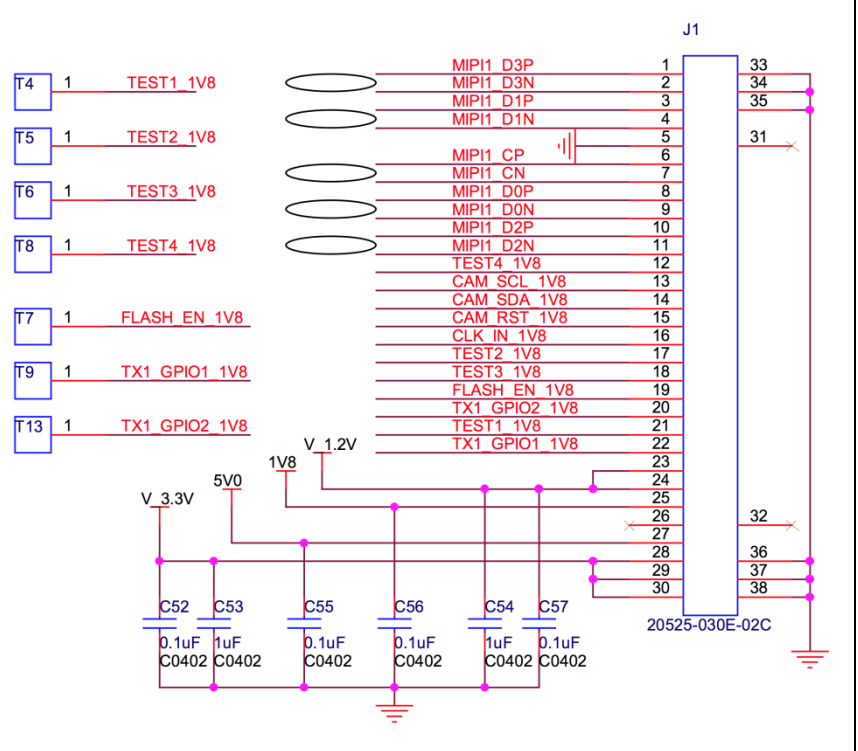 J1
T4 1 TEST1_1V8
T5 1 TEST2_1V8
T6 1 TEST3_1V8
T8 1 TEST4_1V8
T7 1 FLASH_EN_1V8
T9 1 TX1_GPIO1_1V8
T13 1 TX1_GPIO2_1V8
MIPI1_D3P 1
MIPI1_D3N 2
MIPI1_D1P 3
MIPI1_D1N 4
5
MIPI1_CP 6
MIPI1_CN 7
MIPI1_D0P 8
MIPI1_D0N 9
MIPI1_D2P 10
MIPI1_D2N 11
TEST4_1V8 12
CAM_SCL_1V8 13
CAM_SDA_1V8 14
CAM_RST_1V8 15
CLK_IN_1V8 16
TEST2_1V8 17
TEST3_1V8 18
FLASH_EN_1V8 19
TX1_GPIO2_1V8 20
TEST1_1V8 21
TX1_GPIO1_1V8 22
23
24
25
26
27
28
29
30
33
34
35
31
32
36
37
38
V_1.2V
1V8
5V0
V_3.3V
20525-030E-02C
C52 C53 C55 C56 C54 C57
0.1uF 1uF 0.1uF 0.1uF 1uF 0.1uF
C0402 C0402 C0402 C0402 C0402 C0402